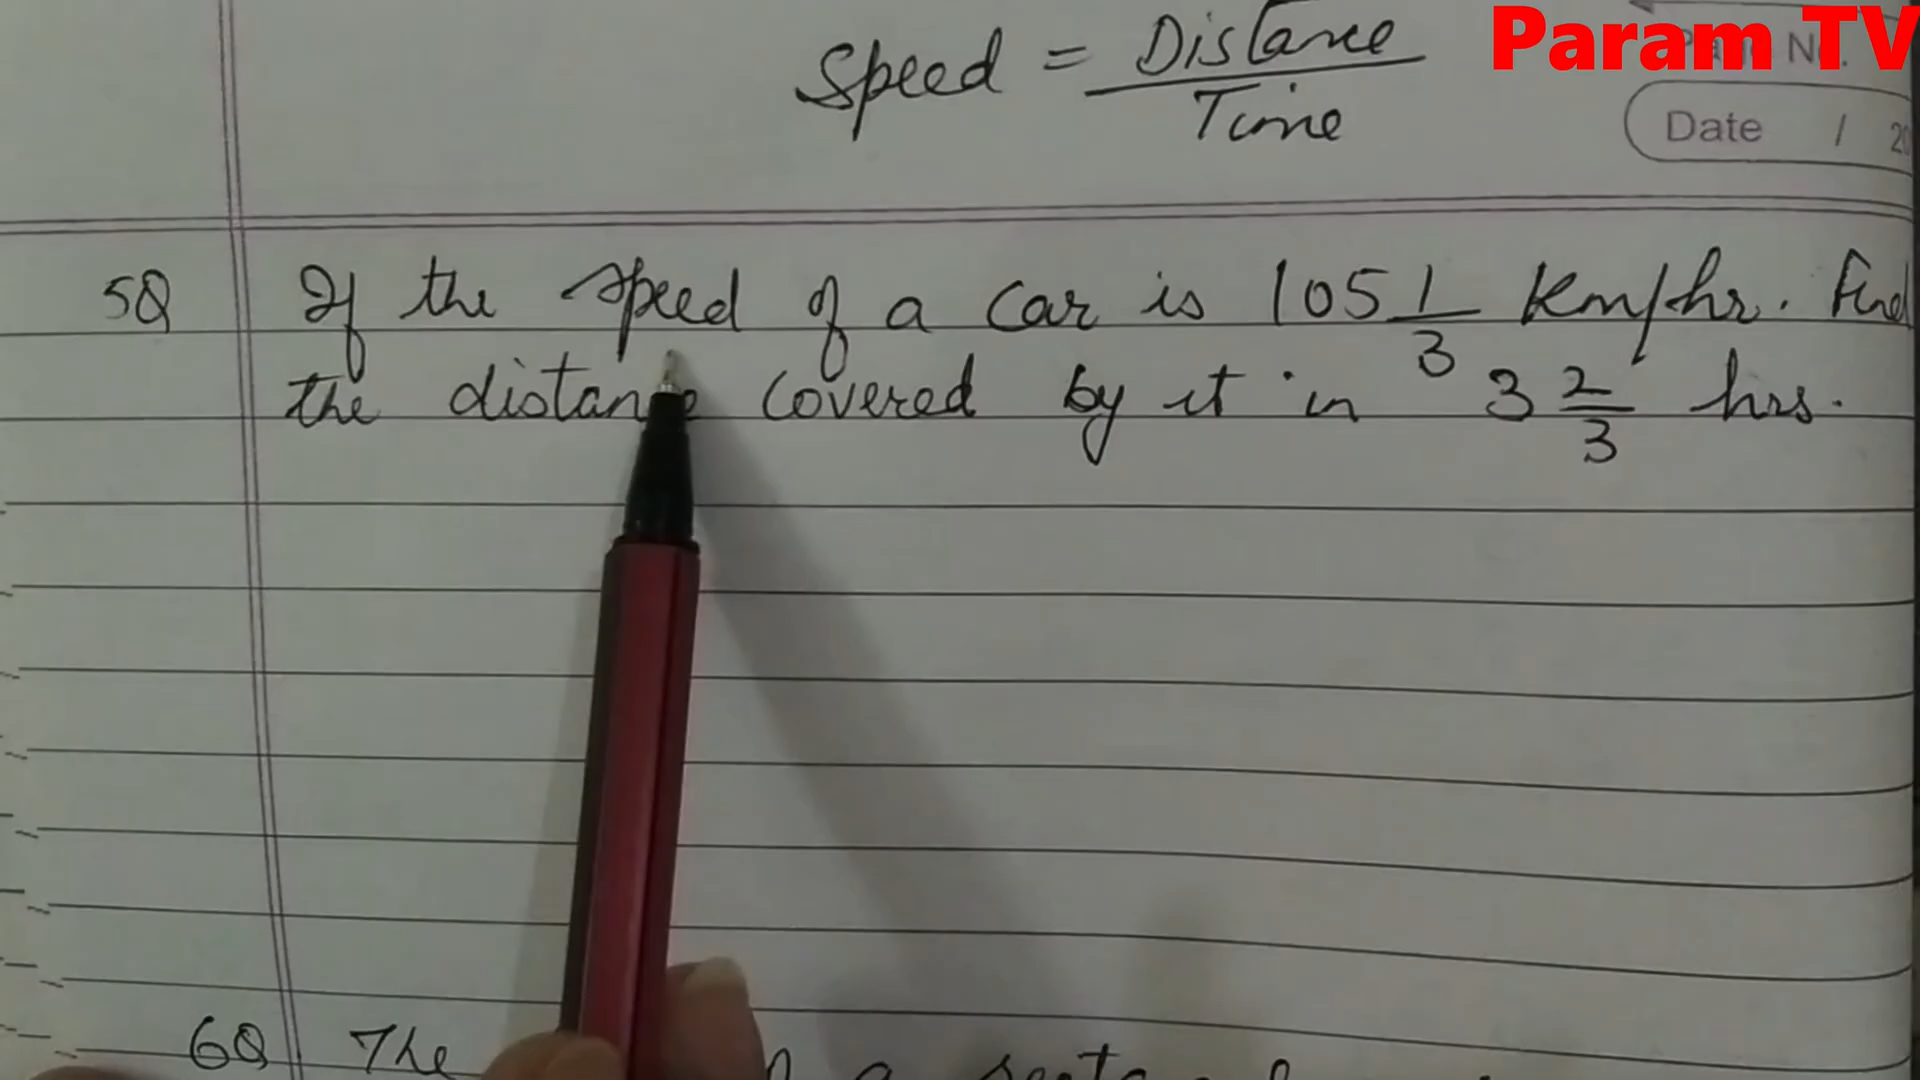 Param TV
Speed = Distance / Time
Date / 20
5Q If the speed of a car is 105 1/3 Km/hr. Find
the distance covered by it in 3 2/3 hrs.
6Q The a